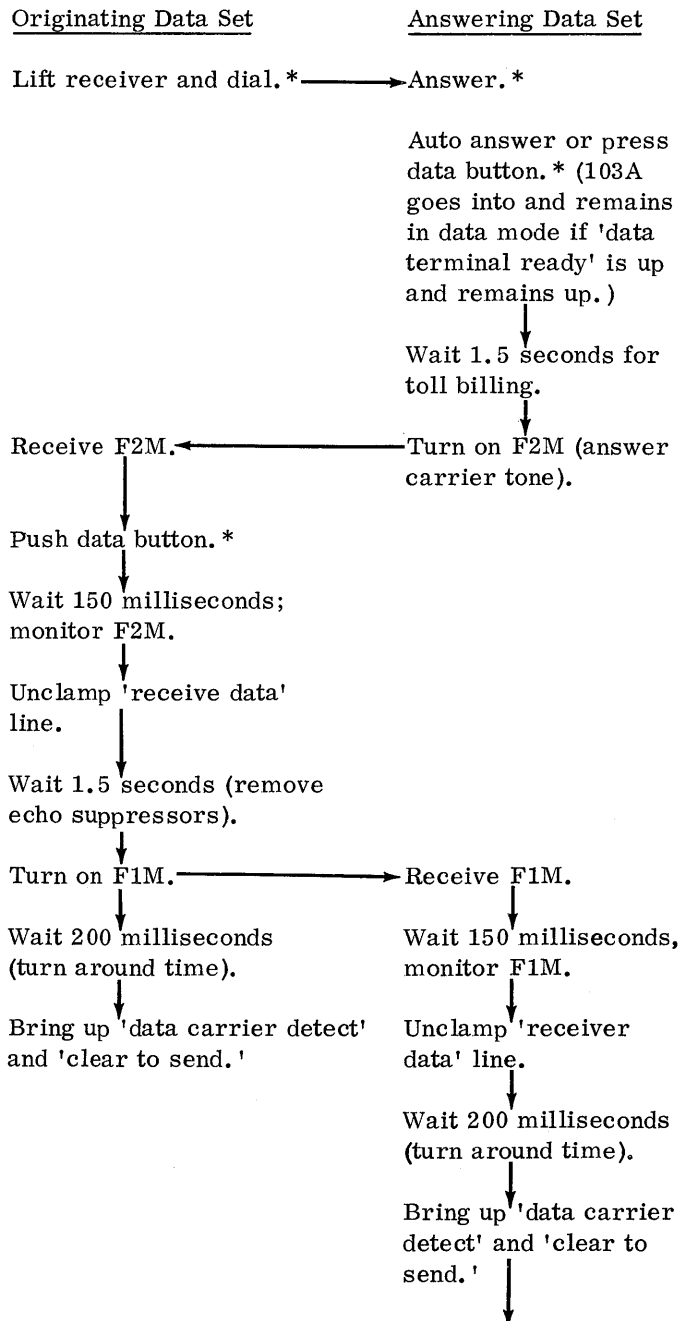 Originating Data Set
Answering Data Set
Lift receiver and dial.*
Answer.*
Auto answer or press
data button.* (103A
goes into and remains
in data mode if 'data
terminal ready' is up
and remains up.)
Wait 1.5 seconds for
toll billing.
Receive F2M.
Turn on F2M (answer
carrier tone).
Push data button.*
Wait 150 milliseconds;
monitor F2M.
Unclamp 'receive data'
line.
Wait 1.5 seconds (remove
echo suppressors).
Turn on F1M.
Receive F1M.
Wait 200 milliseconds
(turn around time).
Wait 150 milliseconds,
monitor F1M.
Bring up 'data carrier detect'
and 'clear to send.'
Unclamp 'receiver
data' line.
Wait 200 milliseconds
(turn around time).
Bring up 'data carrier
detect' and 'clear to
send.'